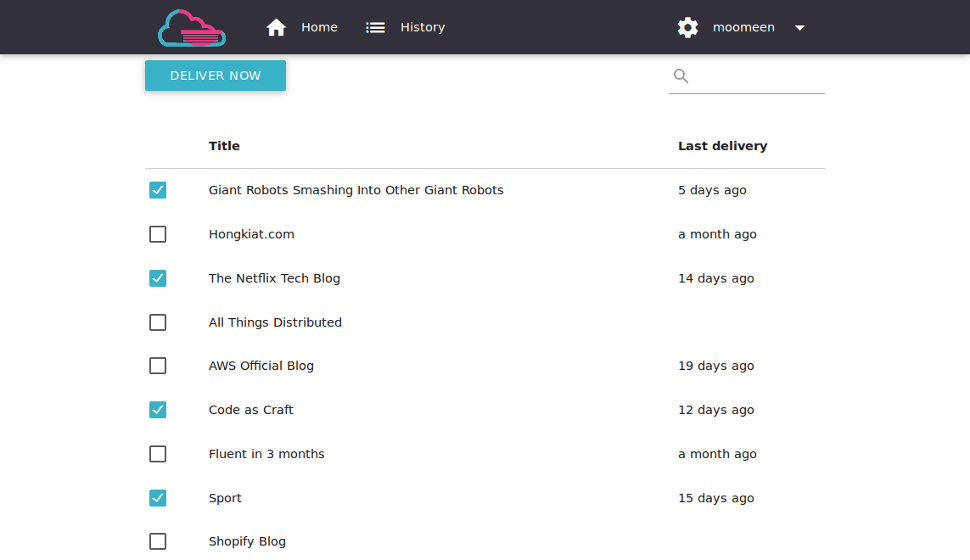 Home History moomeen
DELIVER NOW
Title Last delivery
Giant Robots Smashing Into Other Giant Robots 5 days ago
Hongkiat.com a month ago
The Netflix Tech Blog 14 days ago
All Things Distributed
AWS Official Blog 19 days ago
Code as Craft 12 days ago
Fluent in 3 months a month ago
Sport 15 days ago
Shopify Blog